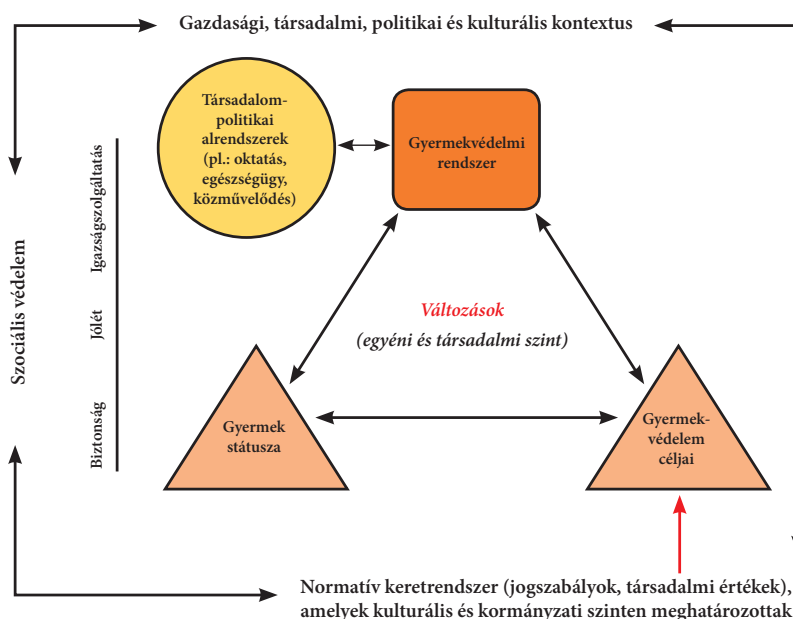 Gazdasági, társadalmi, politikai és kulturális kontextus
Társadalom-
politikai
alrendszerek
(pl.: oktatás,
egészségügy,
közművelődés)
Gyermekvédelmi
rendszer
Szociális védelem
Igazságszolgáltatás
Jólét
Biztonság
Változások
(egyéni és társadalmi szint)
Gyermek
státusza
Gyermek-
védelem
céljai
Normatív keretrendszer (jogszabályok, társadalmi értékek),
amelyek kulturális és kormányzati szinten meghatározottak